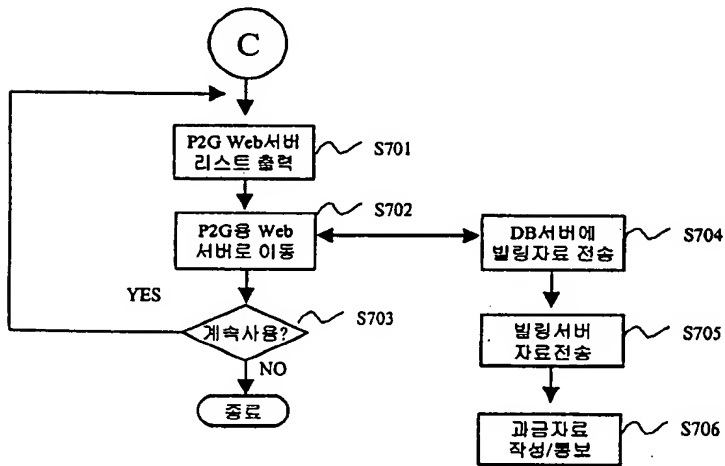 C
P2G Web서버
리스트 출력
S701
S702
P2G용 Web
서버로 이동
DB서버에
빌링자료 전송
S704
YES
계속사용?
S703
빌링서버
자료전송
S705
NO
종료
과금자료
작성/통보
S706